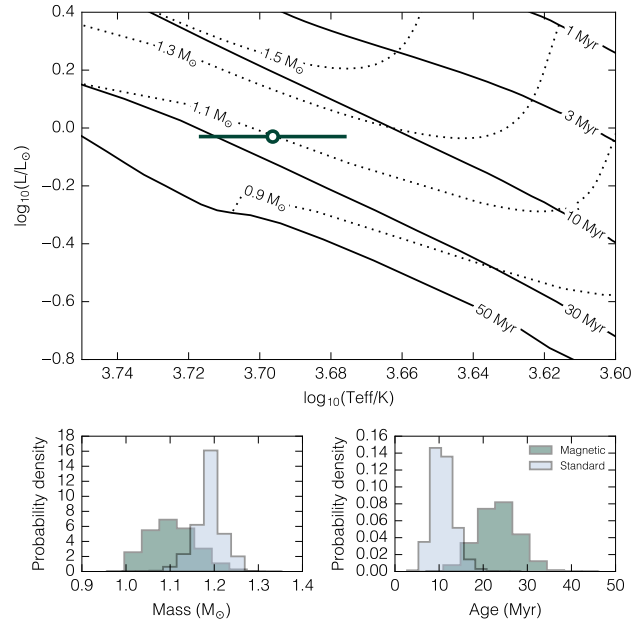 0.4
0.2
0.0
−0.2
−0.4
−0.6
−0.8
log10(L/L⊙)
1.3 M⊙
1.5 M⊙
1 Myr
1.1 M⊙
3 Myr
0.9 M⊙
10 Myr
50 Myr
30 Myr
3.74 3.72 3.70 3.68 3.66 3.64 3.62 3.60
log10(Teff/K)
18
16
14
12
10
8
6
4
2
0
Probability density
0.9 1.0 1.1 1.2 1.3 1.4
Mass (M⊙)
0.16
0.14
0.12
0.10
0.08
0.06
0.04
0.02
0.00
Probability density
Magnetic
Standard
0 10 20 30 40 50
Age (Myr)